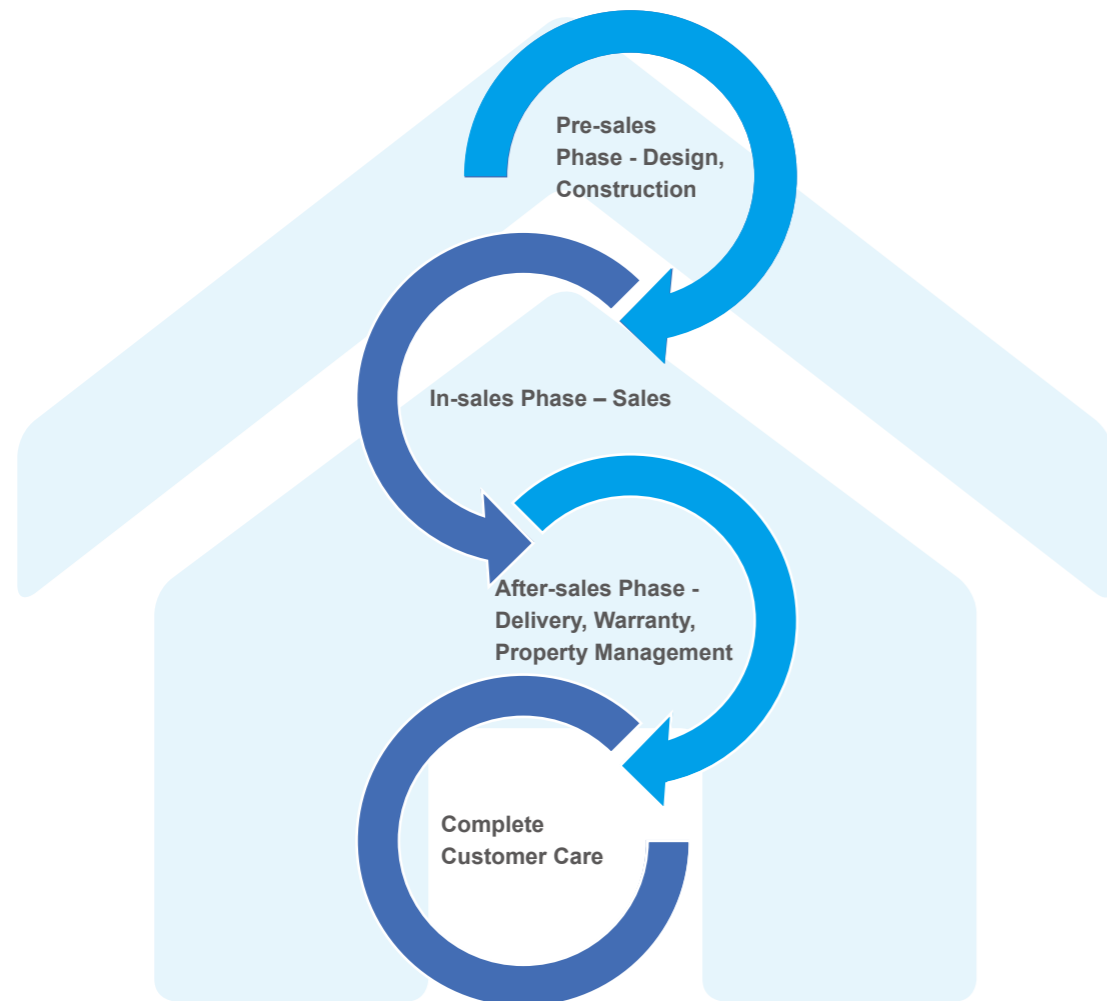 Pre-sales
Phase - Design,
Construction
In-sales Phase – Sales
After-sales Phase -
Delivery, Warranty,
Property Management
Complete
Customer Care